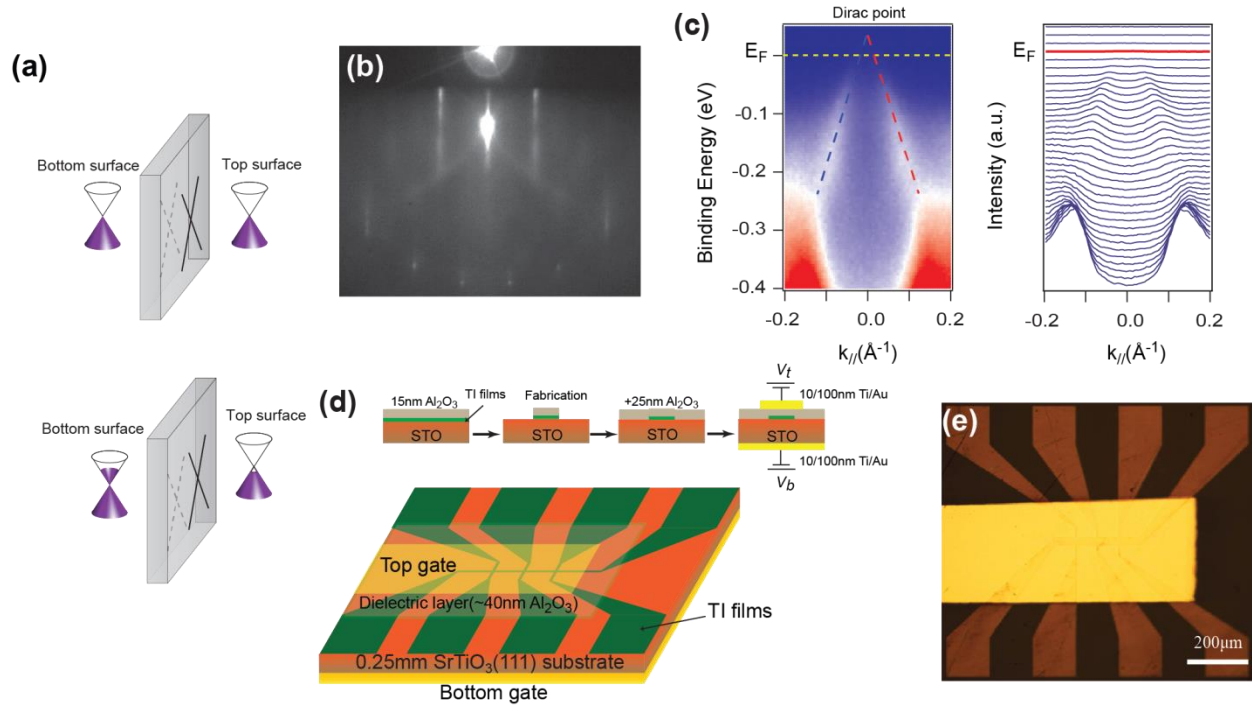 (a)
Bottom surface
Top surface
Bottom surface
Top surface
(b)
(c)
Dirac point
E_F
-0.1
-0.2
-0.3
-0.4
Binding Energy (eV)
-0.2
0.0
0.2
k_//(Å⁻¹)
E_F
Intensity (a.u.)
-0.2
0.0
0.2
k_//(Å⁻¹)
(d)
15nm Al₂O₃
TI films
STO
Fabrication
STO
+25nm Al₂O₃
STO
V_t
10/100nm Ti/Au
STO
10/100nm Ti/Au
V_b
Top gate
Dielectric layer(~40nm Al₂O₃)
TI films
0.25mm SrTiO₃(111) substrate
Bottom gate
(e)
200μm